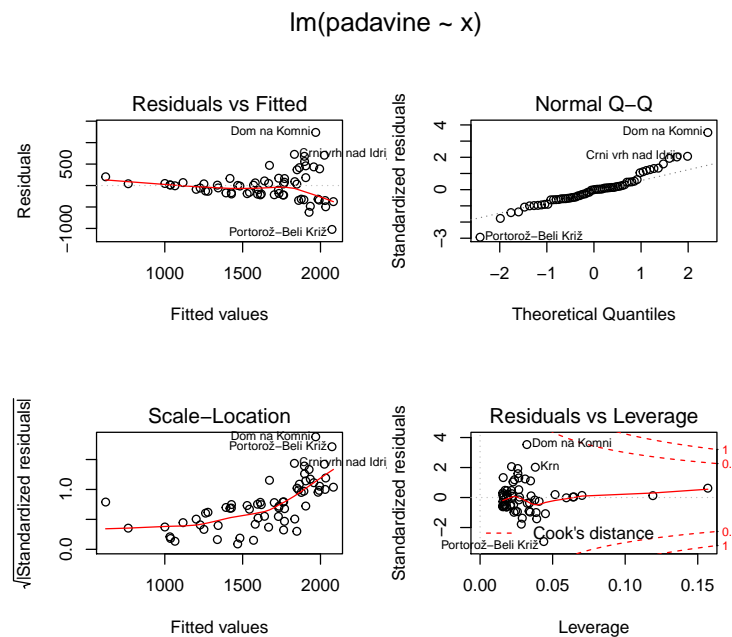 lm(padavine ~ x)
Residuals vs Fitted
Residuals
500
-1000
Dom na Komni
Crni vrh nad Idrij
Portorož−Beli Križ
1000 1500 2000
Fitted values
Normal Q−Q
Standardized residuals
4
2
0
−3
Dom na Komni
Crni vrh nad Idrijo
Portorož−Beli Križ
−2 −1 0 1 2
Theoretical Quantiles
Scale−Location
√|Standardized residuals|
1.0
0.0
Dom na Komni
Portorož−Beli Križ
Crni vrh nad Idrij
1000 1500 2000
Fitted values
Residuals vs Leverage
Standardized residuals
4
2
0
−2
Dom na Komni
Krn
1
0.
Cook's distance
0.
1
Portorož−Beli Križ
0.00 0.05 0.10 0.15
Leverage